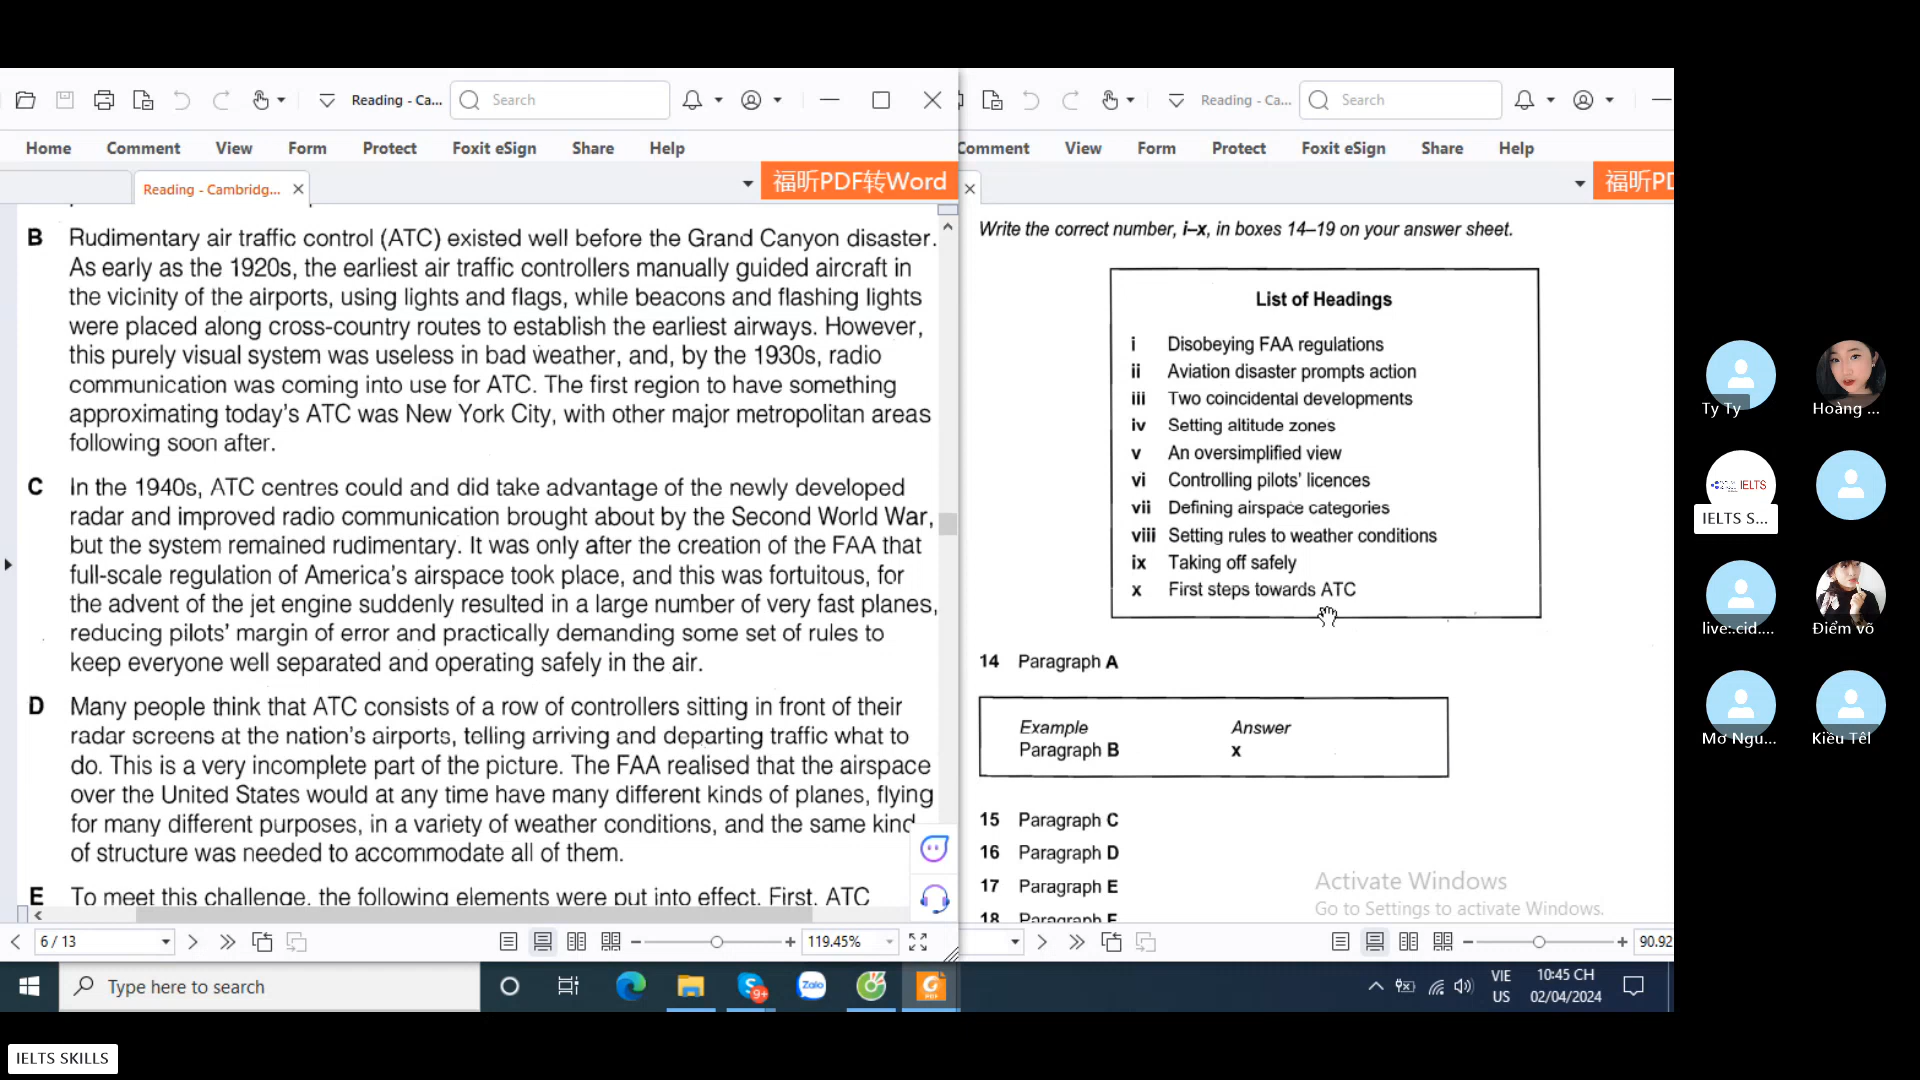 Reading - Ca...
Search
Reading - Ca...
Search
Home Comment View Form Protect Foxit eSign Share Help
Comment View Form Protect Foxit eSign Share Help
Reading - Cambridg...
福昕PDF转Word
B Rudimentary air traffic control (ATC) existed well before the Grand Canyon disaster.
As early as the 1920s, the earliest air traffic controllers manually guided aircraft in
the vicinity of the airports, using lights and flags, while beacons and flashing lights
were placed along cross-country routes to establish the earliest airways. However,
this purely visual system was useless in bad weather, and, by the 1930s, radio
communication was coming into use for ATC. The first region to have something
approximating today's ATC was New York City, with other major metropolitan areas
following soon after.
C In the 1940s, ATC centres could and did take advantage of the newly developed
radar and improved radio communication brought about by the Second World War,
but the system remained rudimentary. It was only after the creation of the FAA that
full-scale regulation of America's airspace took place, and this was fortuitous, for
the advent of the jet engine suddenly resulted in a large number of very fast planes,
reducing pilots' margin of error and practically demanding some set of rules to
keep everyone well separated and operating safely in the air.
D Many people think that ATC consists of a row of controllers sitting in front of their
radar screens at the nation's airports, telling arriving and departing traffic what to
do. This is a very incomplete part of the picture. The FAA realised that the airspace
over the United States would at any time have many different kinds of planes, flying
for many different purposes, in a variety of weather conditions, and the same kind
of structure was needed to accommodate all of them.
E To meet this challenge, the following elements were put into effect. First, ATC
6 / 13
119.45%
福昕PD
Write the correct number, i–x, in boxes 14–19 on your answer sheet.
List of Headings
i Disobeying FAA regulations
ii Aviation disaster prompts action
iii Two coincidental developments
iv Setting altitude zones
v An oversimplified view
vi Controlling pilots' licences
vii Defining airspace categories
viii Setting rules to weather conditions
ix Taking off safely
x First steps towards ATC
14 Paragraph A
Example Answer
Paragraph B x
15 Paragraph C
16 Paragraph D
17 Paragraph E
18 Paragraph F
Activate Windows
Go to Settings to activate Windows.
90.92
Type here to search
9+
Zalo
PDF
VIE
US
10:45 CH
02/04/2024
Ty Ty
Hoàng ...
IELTS
IELTS S...
live:.cid....
Điểm võ
Mơ Ngu...
Kiều Têl
IELTS SKILLS